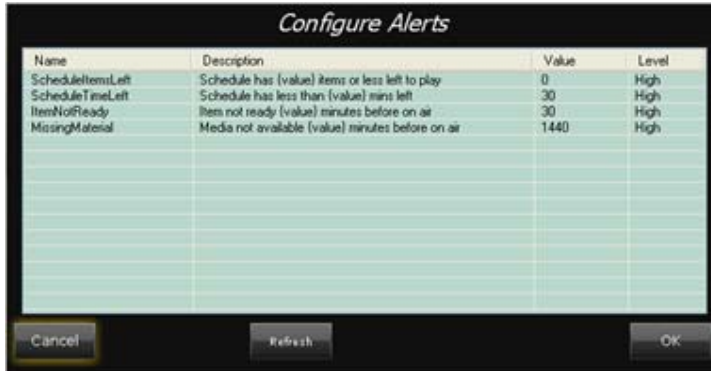 Configure Alerts
Name Description Value Level
ScheduleItemsLeft Schedule has (value) items or less left to play 0 High
ScheduleTimeLeft Schedule has less than (value) mins left 30 High
ItemNotReady Item not ready (value) minutes before on air 30 High
MissingMaterial Media not available (value) minutes before on air 1440 High
Cancel Refresh OK